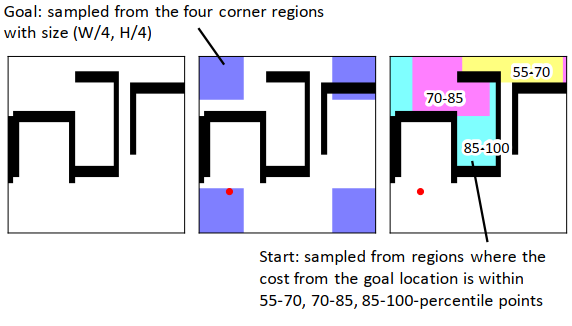 Goal: sampled from the four corner regions
with size (W/4, H/4)
55-70
70-85
85-100
Start: sampled from regions where the
cost from the goal location is within
55-70, 70-85, 85-100-percentile points